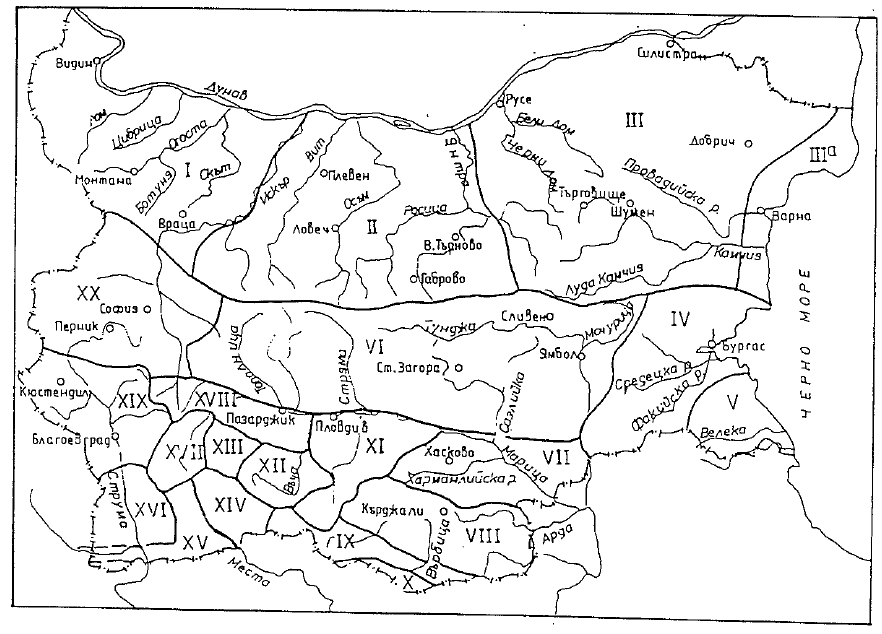 Силистра
Видин
Дунав
Русе
Бели Лом
III
Лом
Цибрица
Огоста
Черни Лом
Добрич
IIIa
I
Вит
Янтра
Монтана
Ботуня
Скът
Искър
Плевен
Осъм
Провадийска р.
Търговище
Шумен
Враца
Ловеч
II
Росица
Варна
В. Търново
Камчия
Габрово
Луда Камчия
XX
София
Сливен
Мочурица
IV
Перник
VI
Тунджа
Бургас
Тополница
Стряма
Ст. Загора
Ямбол
Средецка р.
Кюстендил
Сазлийка
Факийска р.
XIX
XVIII
Пазарджик
Пловдив
V
Благоевград
XVII
XIII
XI
Хасково
Марица
VII
Велека
XII
Въча
Харманлийска р.
Струма
XVI
XIV
Кърджали
Върбица
VIII
Арда
XV
IX
Места
X
ЧЕРНО МОРЕ